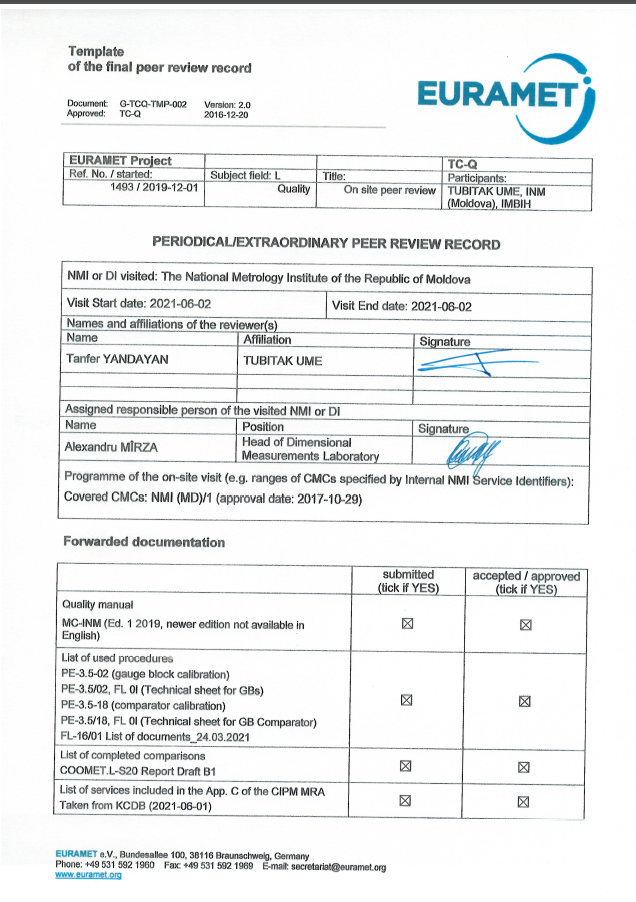 Template
of the final peer review record
Document: G-TCQ-TMP-002 Version: 2.0
Approved: TC-Q 2016-12-20
EURAMET
EURAMET Project TC-Q
Ref. No. / started: Subject field: L Title: Participants:
1493 / 2019-12-01 Quality On site peer review TUBITAK UME, INM
(Moldova), IMBIH
PERIODICAL/EXTRAORDINARY PEER REVIEW RECORD
NMI or DI visited: The National Metrology Institute of the Republic of Moldova
Visit Start date: 2021-06-02 Visit End date: 2021-06-02
Names and affiliations of the reviewer(s)
Name Affiliation Signature
Tanfer YANDAYAN TUBITAK UME
Assigned responsible person of the visited NMI or DI
Name Position Signature
Alexandru MÎRZA Head of Dimensional
Measurements Laboratory
Programme of the on-site visit (e.g. ranges of CMCs specified by Internal NMI Service Identifiers):
Covered CMCs: NMI (MD)/1 (approval date: 2017-10-29)
Forwarded documentation
submitted accepted / approved
(tick if YES) (tick if YES)
Quality manual
MC-INM (Ed. 1 2019, newer edition not available in
English)
List of used procedures
PE-3.5-02 (gauge block calibration)
PE-3.5/02, FL 0I (Technical sheet for GBs)
PE-3.5-18 (comparator calibration)
PE-3.5/18, FL 0I (Technical sheet for GB Comparator)
FL-16/01 List of documents_24.03.2021
List of completed comparisons
COOMET.L-S20 Report Draft B1
List of services included in the App. C of the CIPM MRA
Taken from KCDB (2021-06-01)
EURAMET e.V., Bundesallee 100, 38116 Braunschweig, Germany
Phone: +49 531 592 1960 Fax: +49 531 592 1969 E-mail: secretariat@euramet.org
www.euramet.org